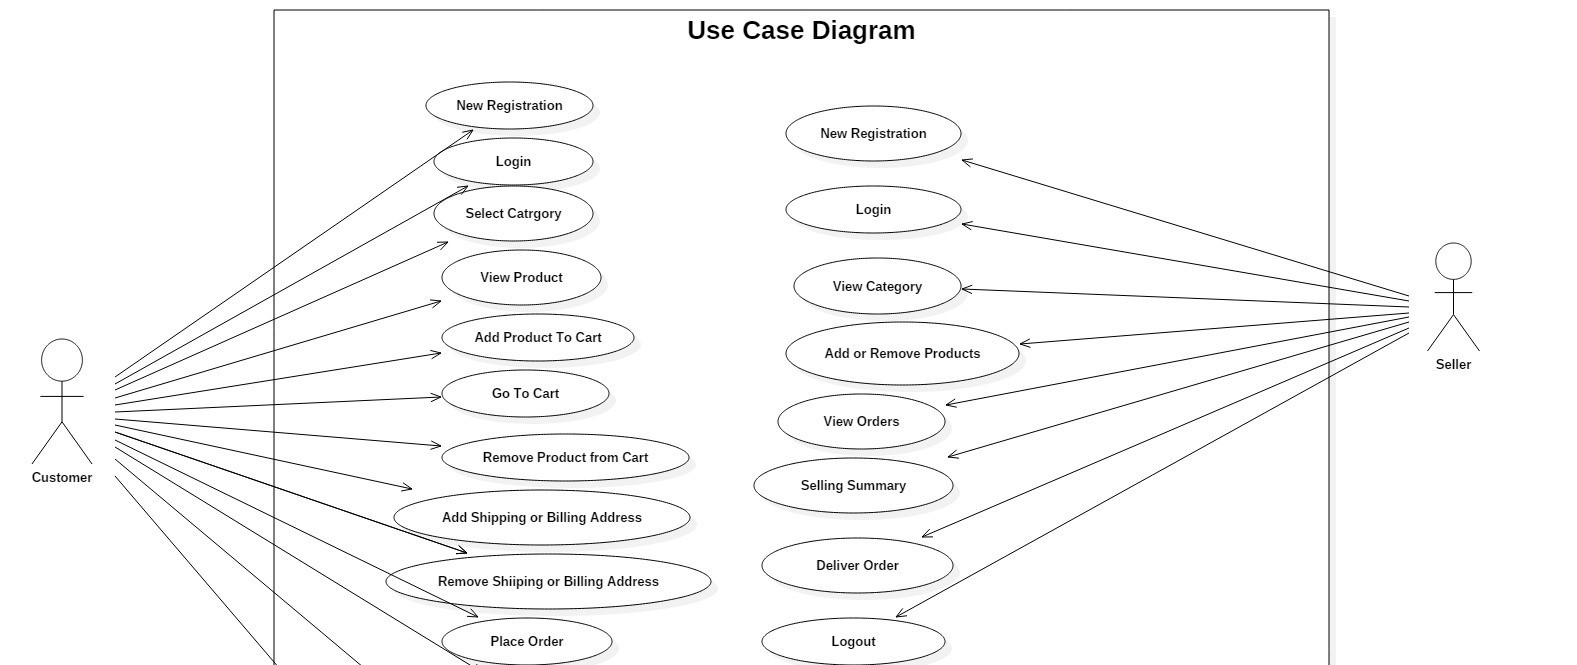 Use Case Diagram
New Registration
Login
Select Catrgory
View Product
Add Product To Cart
Go To Cart
Remove Product from Cart
Add Shipping or Billing Address
Remove Shiiping or Billing Address
Place Order
Customer
New Registration
Login
View Category
Add or Remove Products
View Orders
Selling Summary
Deliver Order
Logout
Seller